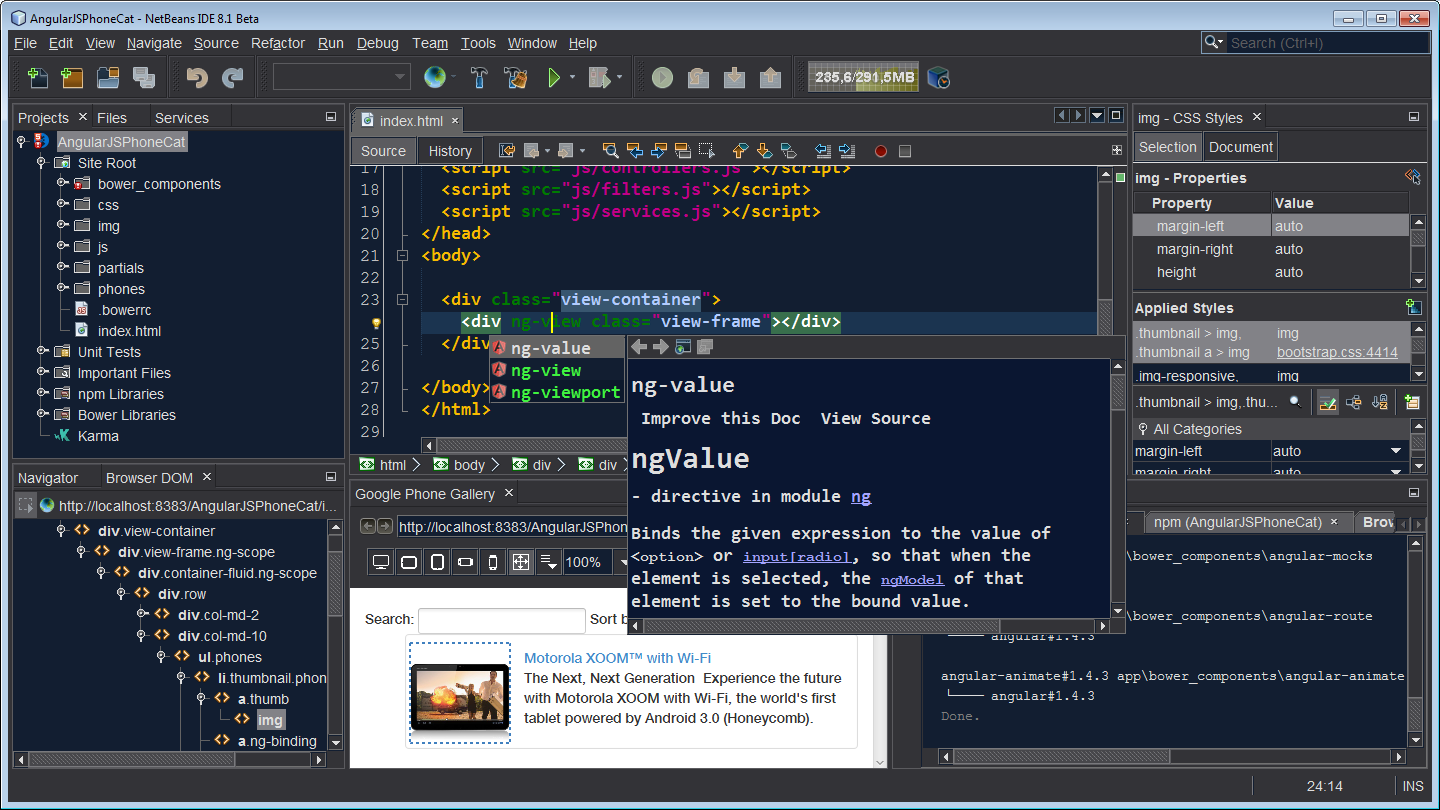 AngularJSPhoneCat - NetBeans IDE 8.1 Beta
File Edit View Navigate Source Refactor Run Debug Team Tools Window Help
Search (Ctrl+I)
235,6/291,5MB
Projects Files Services
AngularJSPhoneCat
Site Root
bower_components
css
img
js
partials
phones
.bowerrc
index.html
Unit Tests
Important Files
npm Libraries
Bower Libraries
Karma
index.html
Source History
17 <script src="js/controllers.js"></script>
18 <script src="js/filters.js"></script>
19 <script src="js/services.js"></script>
20 </head>
21 <body>
22
23 <div class="view-container">
<div ng-view class="view-frame"></div>
25 </div
26
27 </body>
28 </html>
29
ng-value
ng-view
ng-viewport
ng-value
Improve this Doc View Source
ngValue
- directive in module ng
Binds the given expression to the value of
<option> or input[radio], so that when the
element is selected, the ngModel of that
element is set to the bound value.
html body div div
img - CSS Styles
Selection Document
img - Properties
Property Value
margin-left auto
margin-right auto
height auto
Applied Styles
.thumbnail > img, img
.thumbnail a > img bootstrap.css:4414
.img-responsive, img
.thumbnail > img,.thu...
All Categories
margin-left auto
margin-right auto
Navigator Browser DOM
http://localhost:8383/AngularJSPhoneCat/i...
div.view-container
div.view-frame.ng-scope
div.container-fluid.ng-scope
div.row
div.col-md-2
div.col-md-10
ul.phones
li.thumbnail.phon
a.thumb
img
a.ng-binding
Google Phone Gallery
http://localhost:8383/AngularJSPhon
100%
Search: Sort b
Motorola XOOM™ with Wi-Fi
The Next, Next Generation Experience the future
with Motorola XOOM with Wi-Fi, the world's first
tablet powered by Android 3.0 (Honeycomb).
npm (AngularJSPhoneCat) Brov
\bower_components\angular-mocks
\bower_components\angular-route
└── angular#1.4.3
angular-animate#1.4.3 app\bower_components\angular-animate
└── angular#1.4.3
Done.
24:14 INS